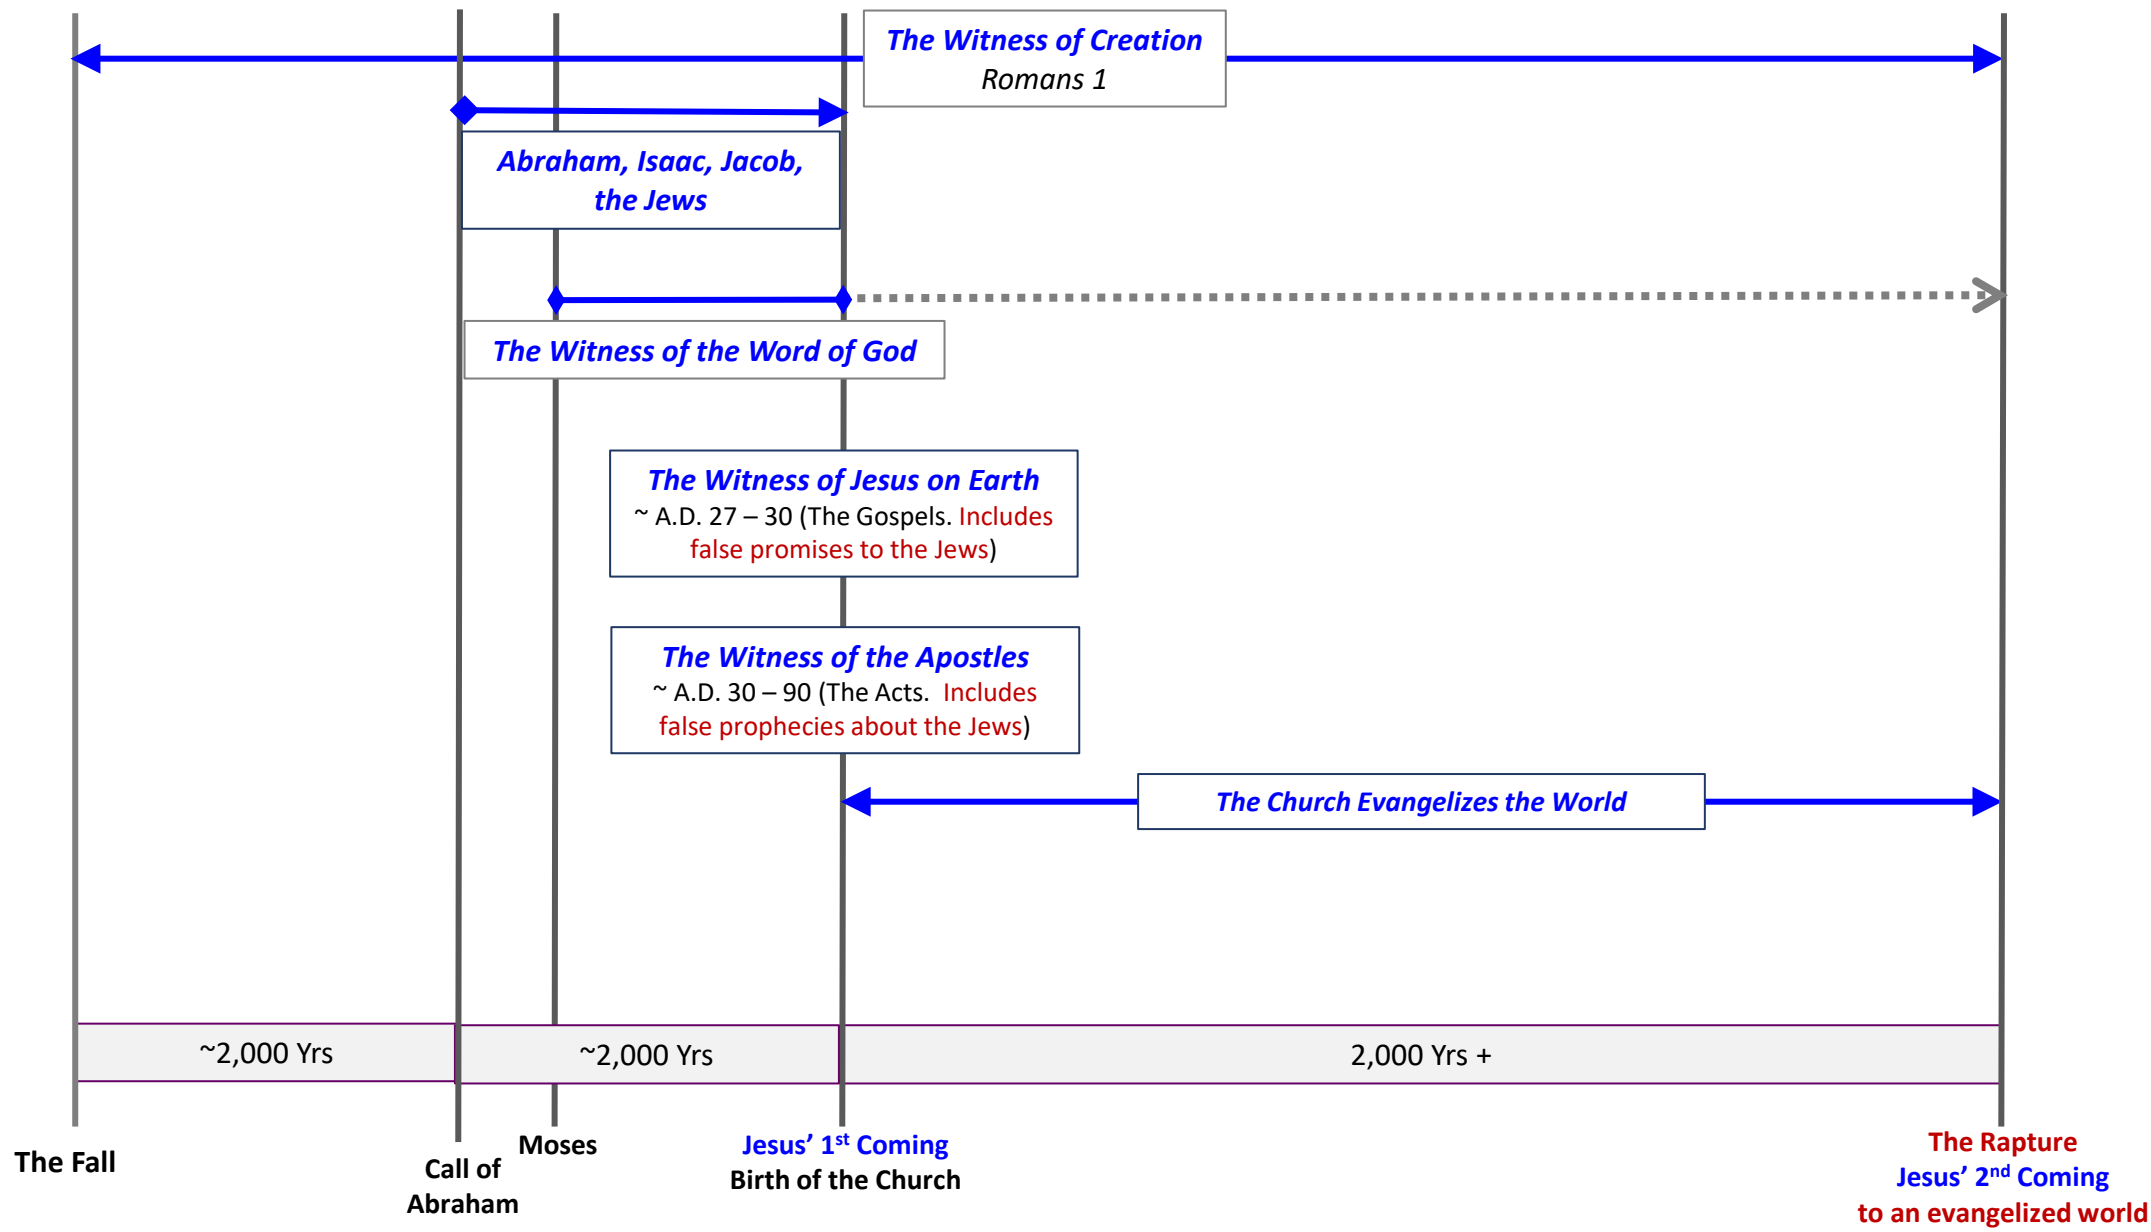 The Witness of Creation
Romans 1
Abraham, Isaac, Jacob,
the Jews
The Witness of the Word of God
The Witness of Jesus on Earth
~ A.D. 27 – 30 (The Gospels. Includes
false promises to the Jews)
The Witness of the Apostles
~ A.D. 30 – 90 (The Acts.  Includes
false prophecies about the Jews)
The Church Evangelizes the World
~2,000 Yrs
~2,000 Yrs
2,000 Yrs +
The Fall
Call of
Abraham
Moses
Jesus’ 1st Coming
Birth of the Church
The Rapture
Jesus’ 2nd Coming
to an evangelized world